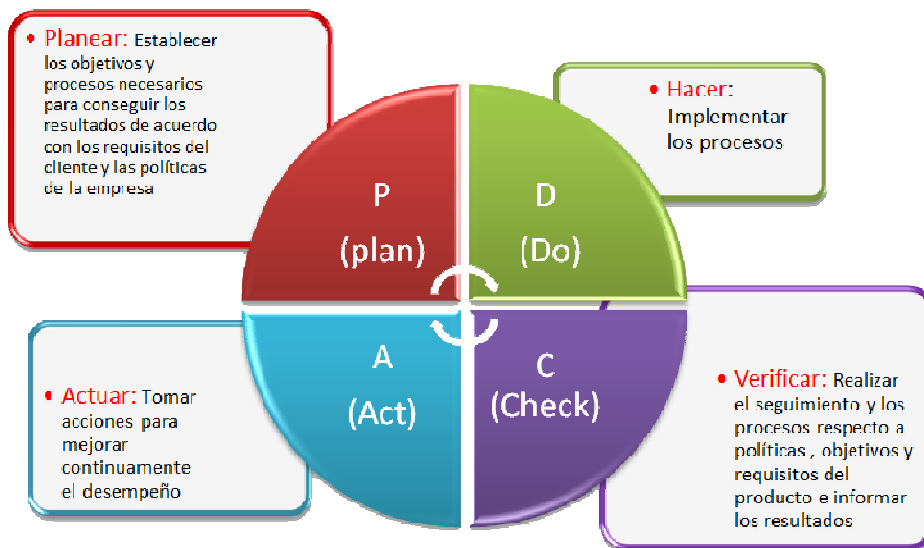 • Planear: Establecer
los objetivos y
procesos necesarios
para conseguir los
resultados de acuerdo
con los requisitos del
cliente y las políticas
de la empresa
• Hacer:
Implementar
los procesos
P
(plan)
D
(Do)
A
(Act)
C
(Check)
• Actuar: Tomar
acciones para
mejorar
continuamente
el desempeño
• Verificar: Realizar
el seguimiento y los
procesos respecto a
políticas , objetivos y
requisitos del
producto e informar
los resultados